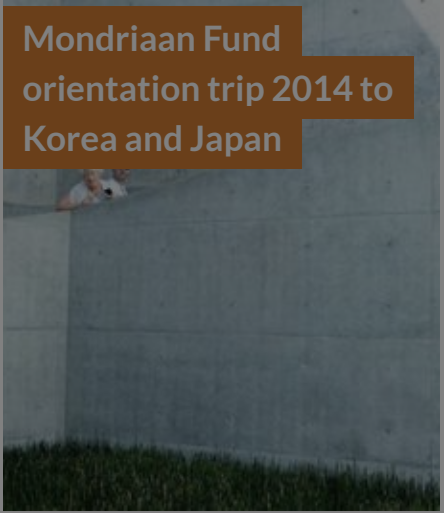 Mondriaan Fund
orientation trip 2014 to
Korea and Japan